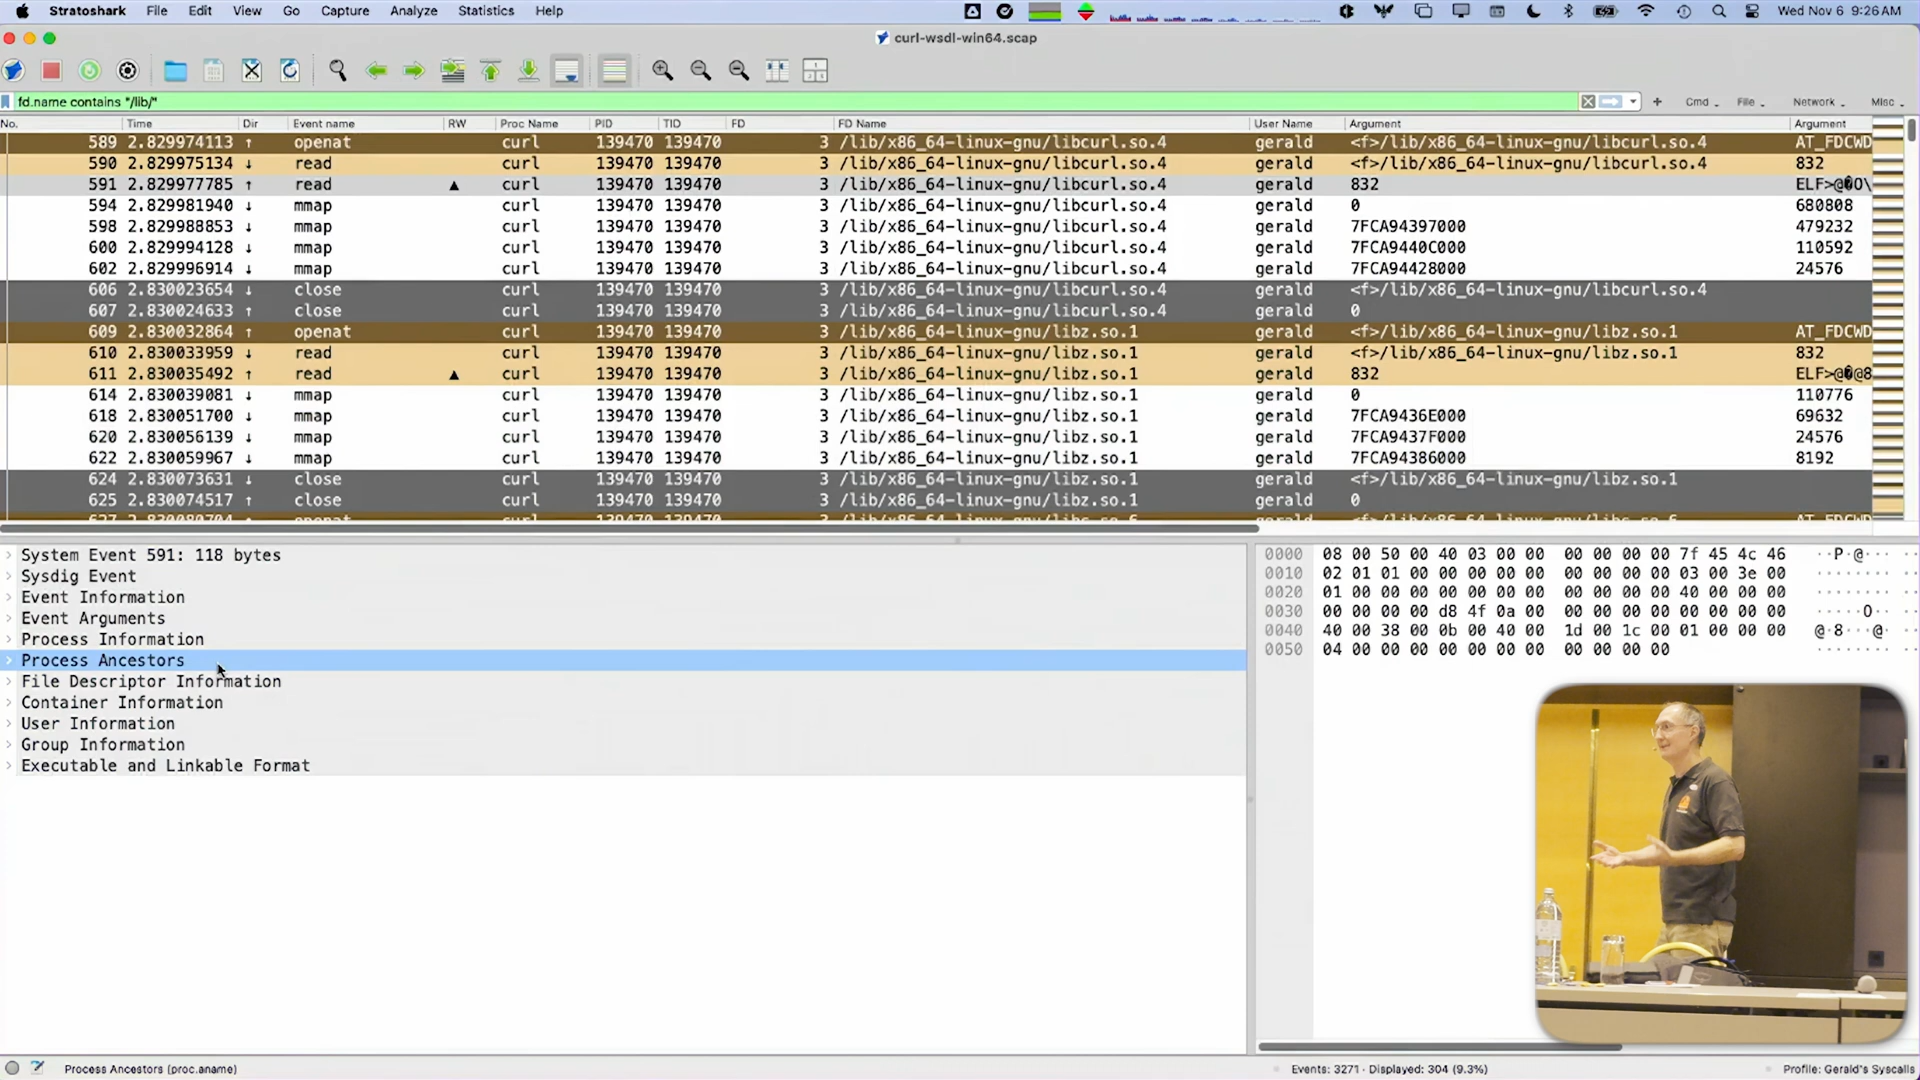 Stratoshark File Edit View Go Capture Analyze Statistics Help Wed Nov 6 9:26 AM
curl-wsdl-win64.scap
fd.name contains "/lib/" + Cmd File Network Misc
No. Time Dir Event name RW Proc Name PID TID FD FD Name User Name Argument Argument
589 2.829974113 ↑ openat curl 139470 139470 3 /lib/x86_64-linux-gnu/libcurl.so.4 gerald <f>/lib/x86_64-linux-gnu/libcurl.so.4 AT_FDCWD
590 2.829975134 ↓ read curl 139470 139470 3 /lib/x86_64-linux-gnu/libcurl.so.4 gerald <f>/lib/x86_64-linux-gnu/libcurl.so.4 832
591 2.829977785 ↑ read ▲ curl 139470 139470 3 /lib/x86_64-linux-gnu/libcurl.so.4 gerald 832 ELF>@�O\
594 2.829981940 ↓ mmap curl 139470 139470 3 /lib/x86_64-linux-gnu/libcurl.so.4 gerald 0 680808
598 2.829988853 ↓ mmap curl 139470 139470 3 /lib/x86_64-linux-gnu/libcurl.so.4 gerald 7FCA94397000 479232
600 2.829994128 ↓ mmap curl 139470 139470 3 /lib/x86_64-linux-gnu/libcurl.so.4 gerald 7FCA9440C000 110592
602 2.829996914 ↓ mmap curl 139470 139470 3 /lib/x86_64-linux-gnu/libcurl.so.4 gerald 7FCA94428000 24576
606 2.830023654 ↓ close curl 139470 139470 3 /lib/x86_64-linux-gnu/libcurl.so.4 gerald <f>/lib/x86_64-linux-gnu/libcurl.so.4
607 2.830024633 ↑ close curl 139470 139470 3 /lib/x86_64-linux-gnu/libcurl.so.4 gerald 0
609 2.830032864 ↑ openat curl 139470 139470 3 /lib/x86_64-linux-gnu/libz.so.1 gerald <f>/lib/x86_64-linux-gnu/libz.so.1 AT_FDCWD
610 2.830033959 ↓ read curl 139470 139470 3 /lib/x86_64-linux-gnu/libz.so.1 gerald <f>/lib/x86_64-linux-gnu/libz.so.1 832
611 2.830035492 ↑ read ▲ curl 139470 139470 3 /lib/x86_64-linux-gnu/libz.so.1 gerald 832 ELF>@�@8
614 2.830039081 ↓ mmap curl 139470 139470 3 /lib/x86_64-linux-gnu/libz.so.1 gerald 0 110776
618 2.830051700 ↓ mmap curl 139470 139470 3 /lib/x86_64-linux-gnu/libz.so.1 gerald 7FCA9436E000 69632
620 2.830056139 ↓ mmap curl 139470 139470 3 /lib/x86_64-linux-gnu/libz.so.1 gerald 7FCA9437F000 24576
622 2.830059967 ↓ mmap curl 139470 139470 3 /lib/x86_64-linux-gnu/libz.so.1 gerald 7FCA94386000 8192
624 2.830073631 ↓ close curl 139470 139470 3 /lib/x86_64-linux-gnu/libz.so.1 gerald <f>/lib/x86_64-linux-gnu/libz.so.1
625 2.830074517 ↑ close curl 139470 139470 3 /lib/x86_64-linux-gnu/libz.so.1 gerald 0
System Event 591: 118 bytes
Sysdig Event
Event Information
Event Arguments
Process Information
Process Ancestors
File Descriptor Information
Container Information
User Information
Group Information
Executable and Linkable Format
0000 08 00 50 00 40 03 00 00 00 00 00 00 7f 45 4c 46 ··P·@···
0010 02 01 01 00 00 00 00 00 00 00 00 00 03 00 3e 00 ········
0020 01 00 00 00 00 00 00 00 00 00 00 00 40 00 00 00 ········
0030 00 00 00 00 d8 4f 0a 00 00 00 00 00 00 00 00 00 ·····O··
0040 40 00 38 00 0b 00 40 00 1d 00 1c 00 01 00 00 00 @·8···@·
0050 04 00 00 00 00 00 00 00 00 00 00 00 ········
Process Ancestors (proc.aname) Events: 3271 · Displayed: 304 (9.3%) Profile: Gerald's Syscalls